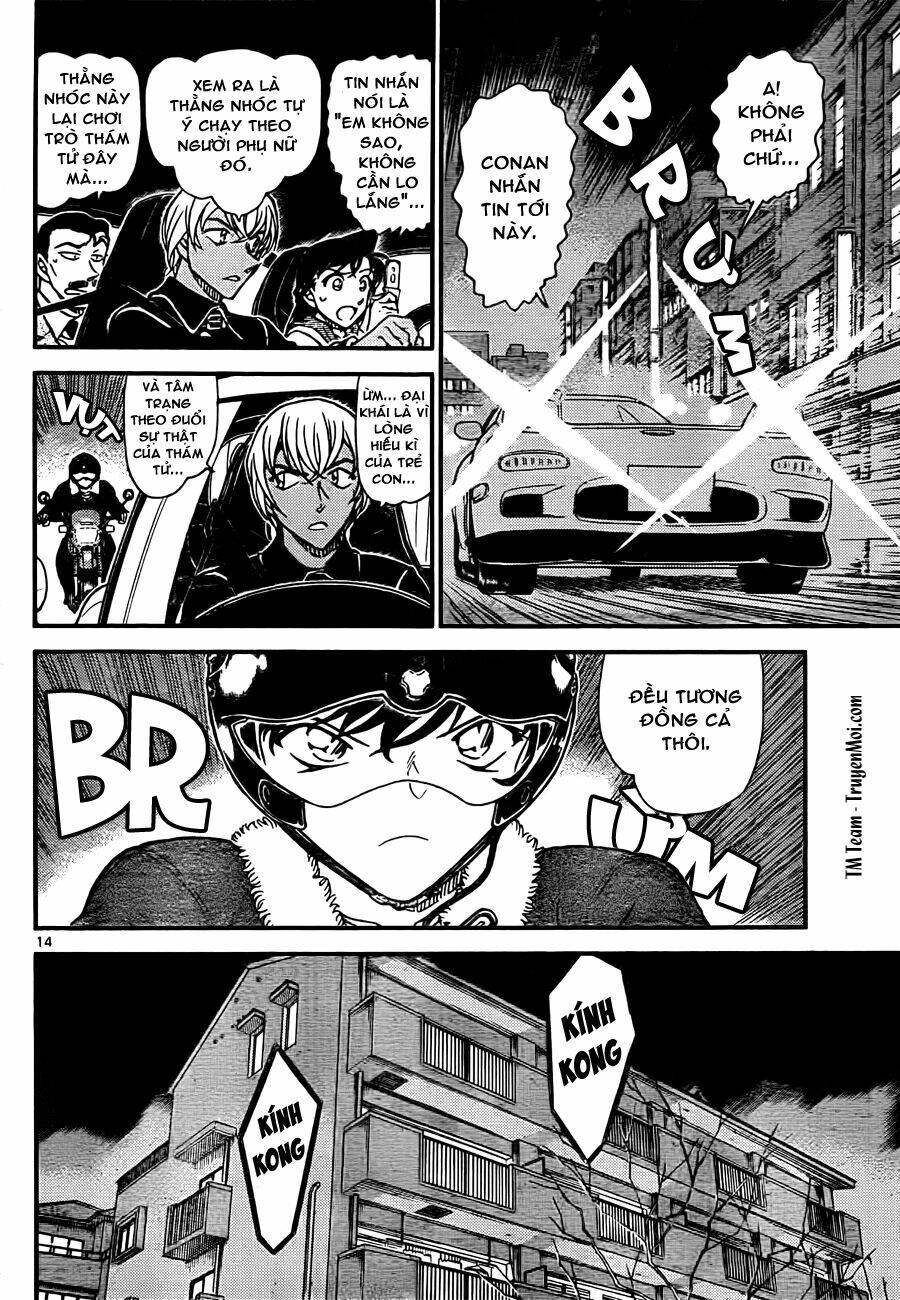 A!
KHÔNG
PHẢI
CHỨ...
BRỪM
CONAN
NHẮN
TIN TỚI
NÀY.
TIN NHẮN
NÓI LÀ
"EM KHÔNG
SAO,
KHÔNG
CẦN LO
LẮNG"...
XEM RA LÀ
THẰNG NHÓC TỰ
Ý CHẠY THEO
NGƯỜI PHỤ NỮ
ĐÓ.
THẰNG
NHÓC NÀY
LẠI CHƠI
TRÒ THÁM
TỬ ĐÂY
MÀ...
ỪM... ĐẠI
KHÁI LÀ VÌ
LÒNG
HIẾU KÌ
CỦA TRẺ
CON...
VÀ TÂM
TRẠNG
THEO ĐUỔI
SỰ THẬT
CỦA THÁM
TỬ...
VỤT
ĐỀU TƯƠNG
ĐỒNG CẢ
THÔI.
BR
ỪM
TM Team - TruyenMoi.com
14
KÍNH
KONG
KÍNH
KONG